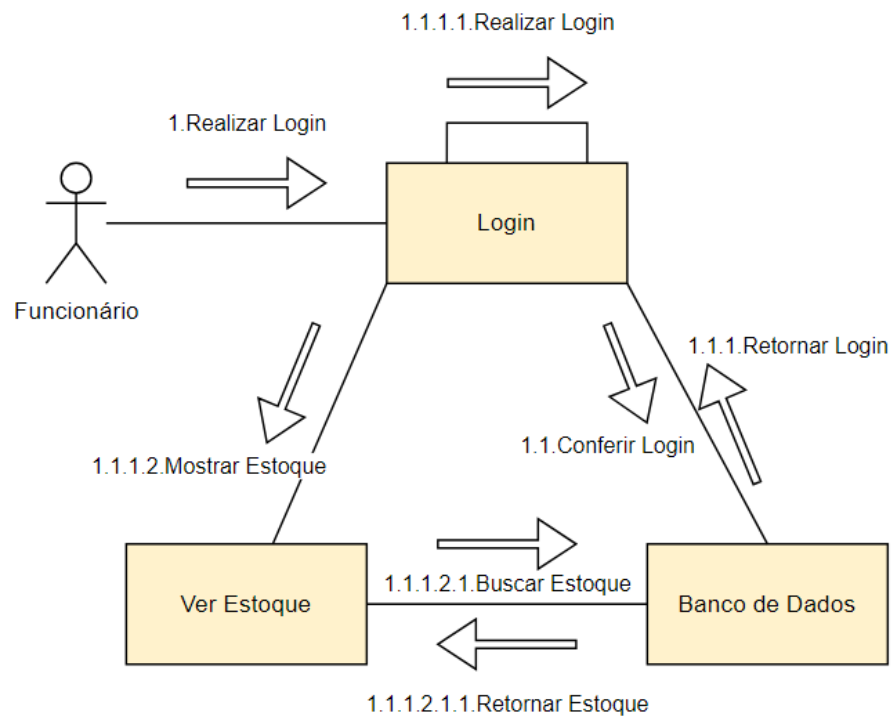 1.1.1.1.Realizar Login
1.Realizar Login
Login
Funcionário
1.1.1.Retornar Login
1.1.Conferir Login
1.1.1.2.Mostrar Estoque
Ver Estoque
1.1.1.2.1.Buscar Estoque
Banco de Dados
1.1.1.2.1.1.Retornar Estoque